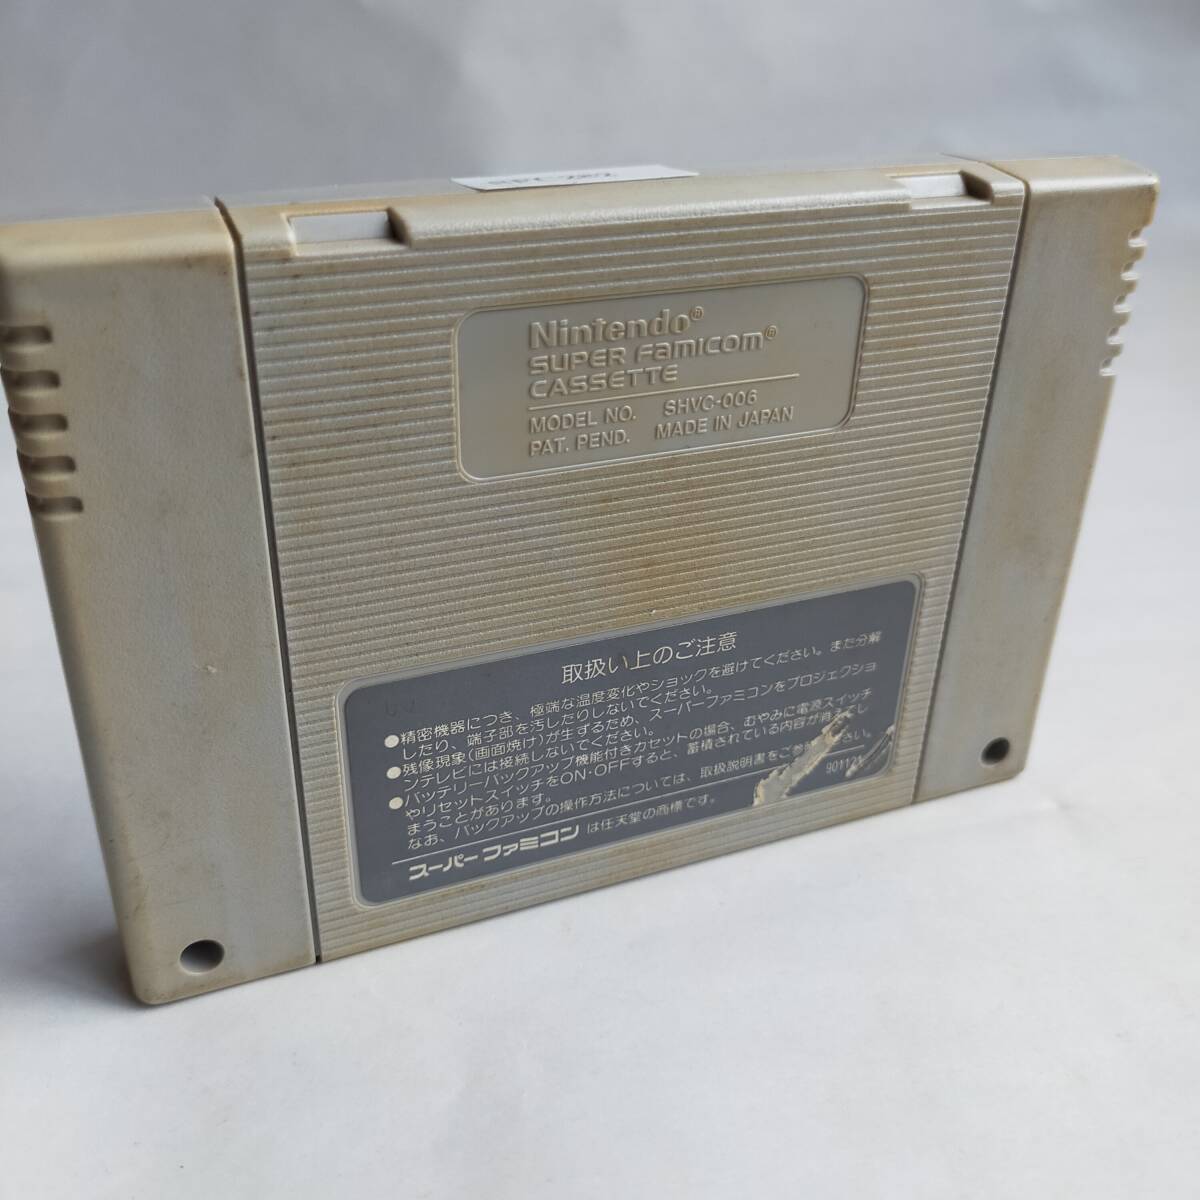 Nintendo®
SUPER FAMICOM®
CASSETTE
MODEL NO. SHVC-006
PAT. PEND. MADE IN JAPAN
取扱い上のご注意
●精密機器につき、極端な温度変化やショックを避けてください。また分解
したり、端子部を汚したりしないでください。
●残像現象(画面焼け)が生ずるため、スーパーファミコンをプロジェクショ
ンテレビには接続しないでください。
●バッテリーバックアップ機能付きカセットの場合、むやみに電源スイッチ
やリセットスイッチをON・OFFすると、蓄積されている内容が消えてし
まうことがあります。
なお、バックアップの操作方法については、取扱説明書をご参照ください。
スーパーファミコンは任天堂の商標です。